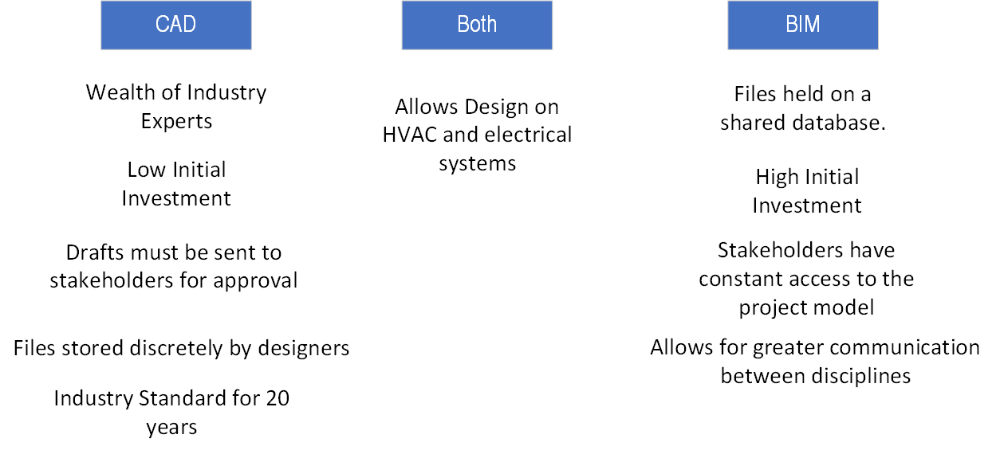 CAD
Wealth of Industry
Experts
Low Initial
Investment
Drafts must be sent to
stakeholders for approval
Files stored discretely by designers
Industry Standard for 20
years
Both
Allows Design on
HVAC and electrical
systems
BIM
Files held on a
shared database.
High Initial
Investment
Stakeholders have
constant access to the
project model
Allows for greater communication
between disciplines